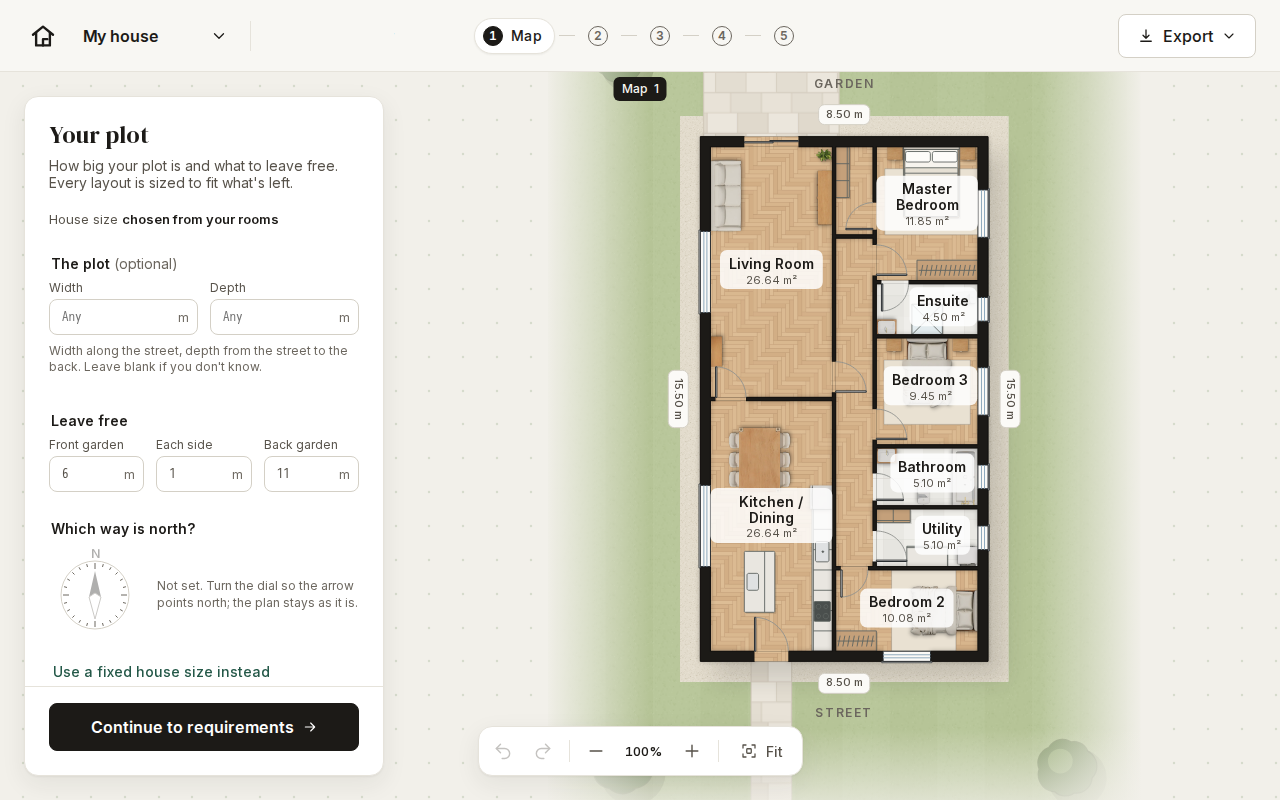 My house
1 Map
2
3
4
5
Export
Map 1
Your plot
How big your plot is and what to leave free.
Every layout is sized to fit what's left.
House size chosen from your rooms
The plot (optional)
Width
Depth
Any m
Any m
Width along the street, depth from the street to the
back. Leave blank if you don't know.
Leave free
Front garden
Each side
Back garden
6 m
1 m
11 m
Which way is north?
N
Not set. Turn the dial so the arrow
points north; the plan stays as it is.
Use a fixed house size instead
Continue to requirements
GARDEN
8.50 m
Master
Bedroom
11.85 m²
Living Room
26.64 m²
Ensuite
4.50 m²
15.50 m
15.50 m
Bedroom 3
9.45 m²
Bathroom
5.10 m²
Kitchen /
Dining
26.64 m²
Utility
5.10 m²
Bedroom 2
10.08 m²
8.50 m
STREET
100%
Fit